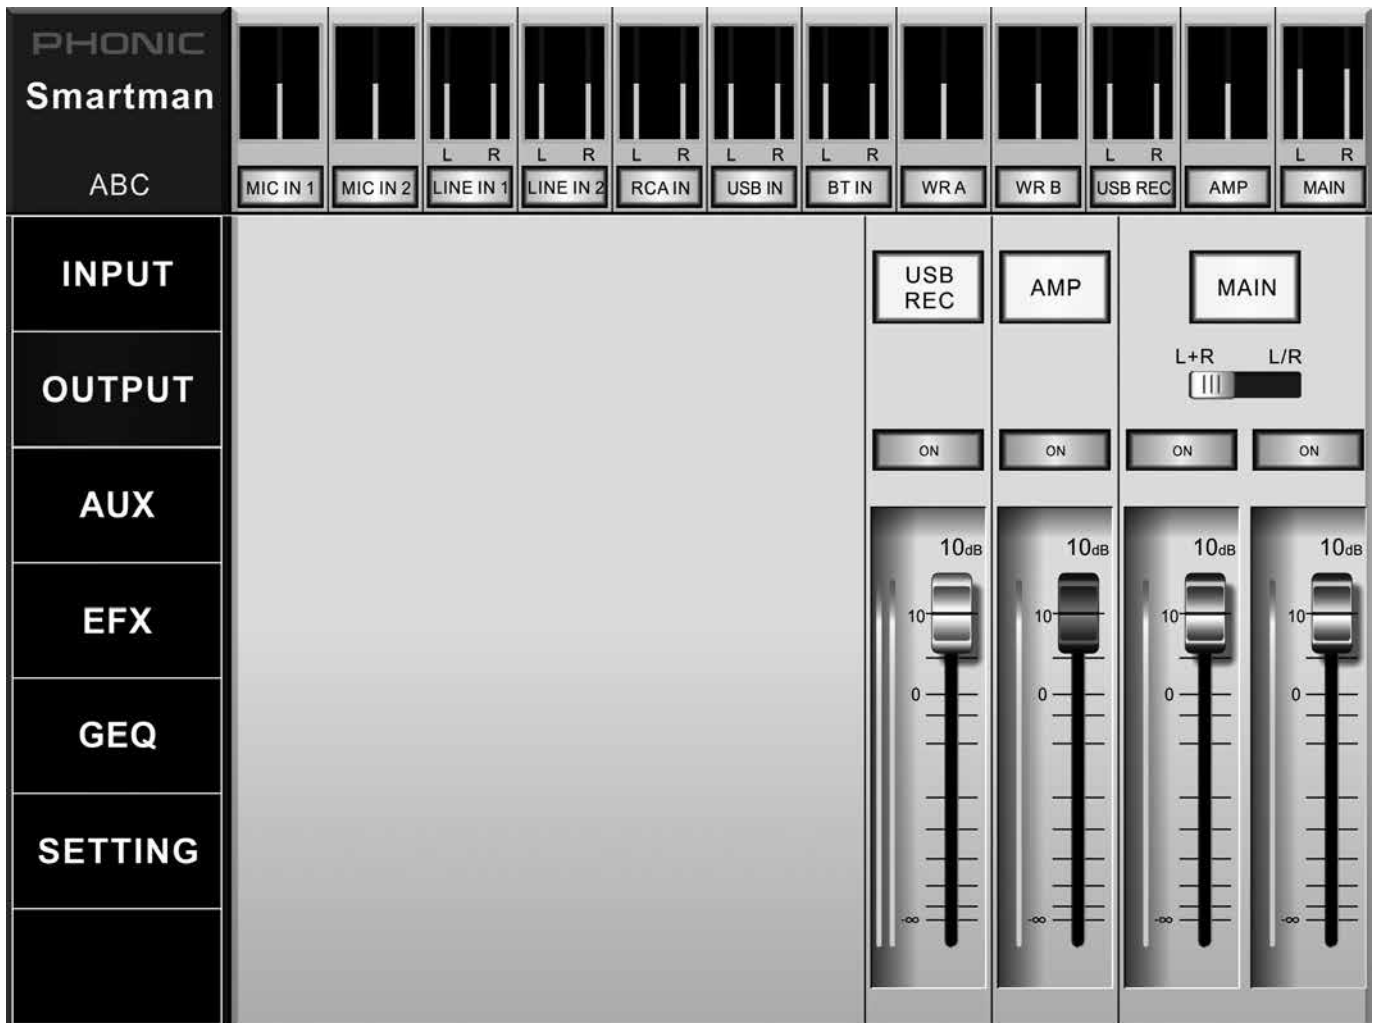 PHONIC
Smartman
ABC
L R L R L R L R L R L R L R
MIC IN 1 MIC IN 2 LINE IN 1 LINE IN 2 RCA IN USB IN BT IN WR A WR B USB REC AMP MAIN
INPUT
OUTPUT
AUX
EFX
GEQ
SETTING
USB
REC
AMP
MAIN
L+R L/R
ON ON ON ON
10dB 10dB 10dB 10dB
10 10 10 10
0 0 0 0
-∞ -∞ -∞ -∞